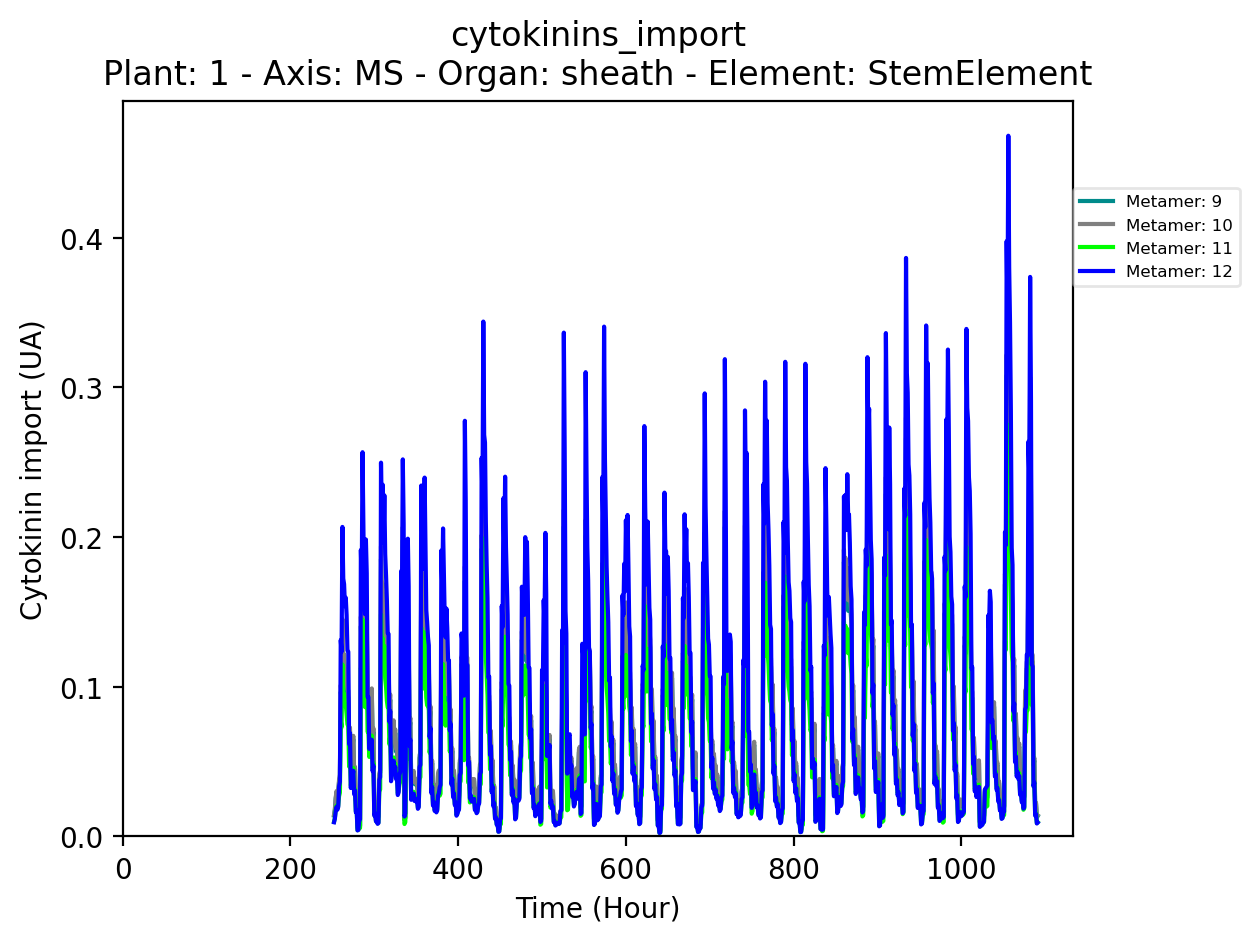 cytokinins_import
Plant: 1 - Axis: MS - Organ: sheath - Element: StemElement
Cytokinin import (UA)
0.4
0.3
0.2
0.1
0.0
0
200
400
600
800
1000
Time (Hour)
Metamer: 9
Metamer: 10
Metamer: 11
Metamer: 12